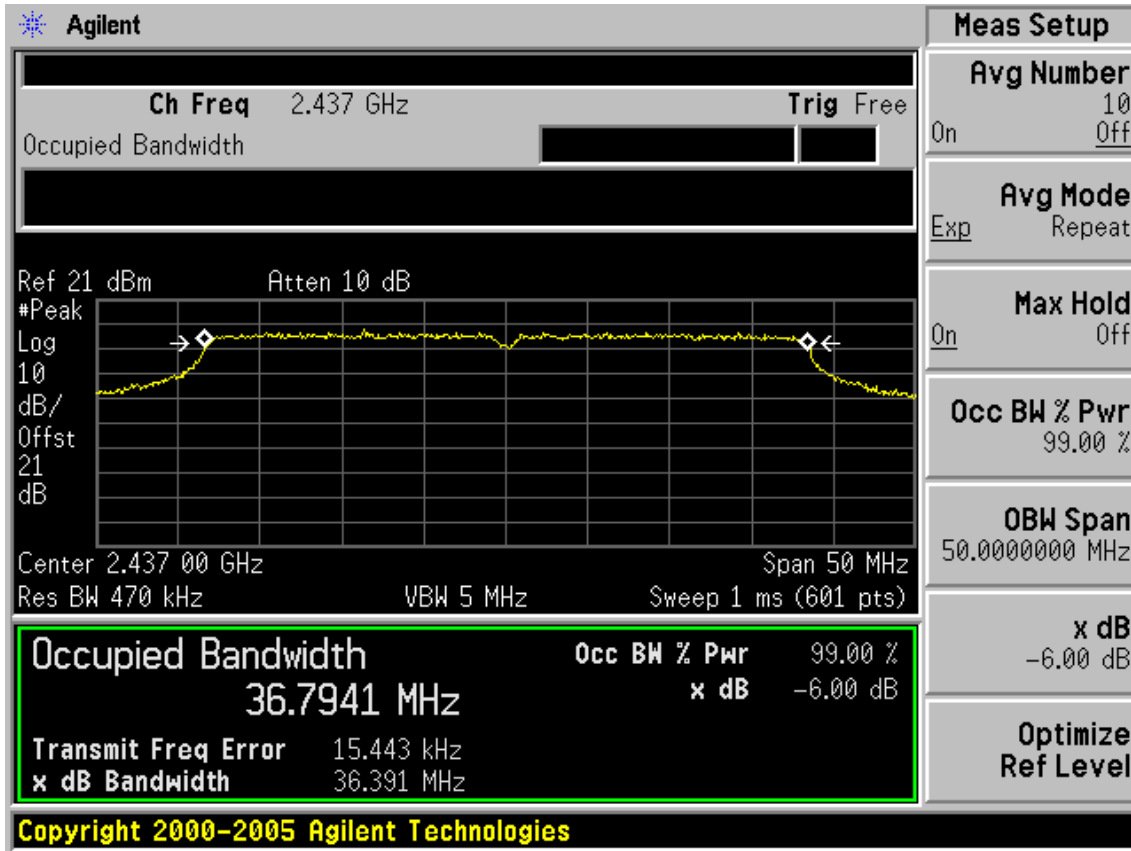 Agilent
Ch Freq 2.437 GHz Trig Free
Occupied Bandwidth
Ref 21 dBm Atten 10 dB
#Peak
Log
10
dB/
Offst
21
dB
Center 2.437 00 GHz Span 50 MHz
Res BW 470 kHz VBW 5 MHz Sweep 1 ms (601 pts)
Occupied Bandwidth
36.7941 MHz
Occ BW % Pwr 99.00 %
x dB -6.00 dB
Transmit Freq Error 15.443 kHz
x dB Bandwidth 36.391 MHz
Meas Setup
Avg Number
10
On Off
Avg Mode
Exp Repeat
Max Hold
On Off
Occ BW % Pwr
99.00 %
OBW Span
50.0000000 MHz
x dB
-6.00 dB
Optimize
Ref Level
Copyright 2000-2005 Agilent Technologies